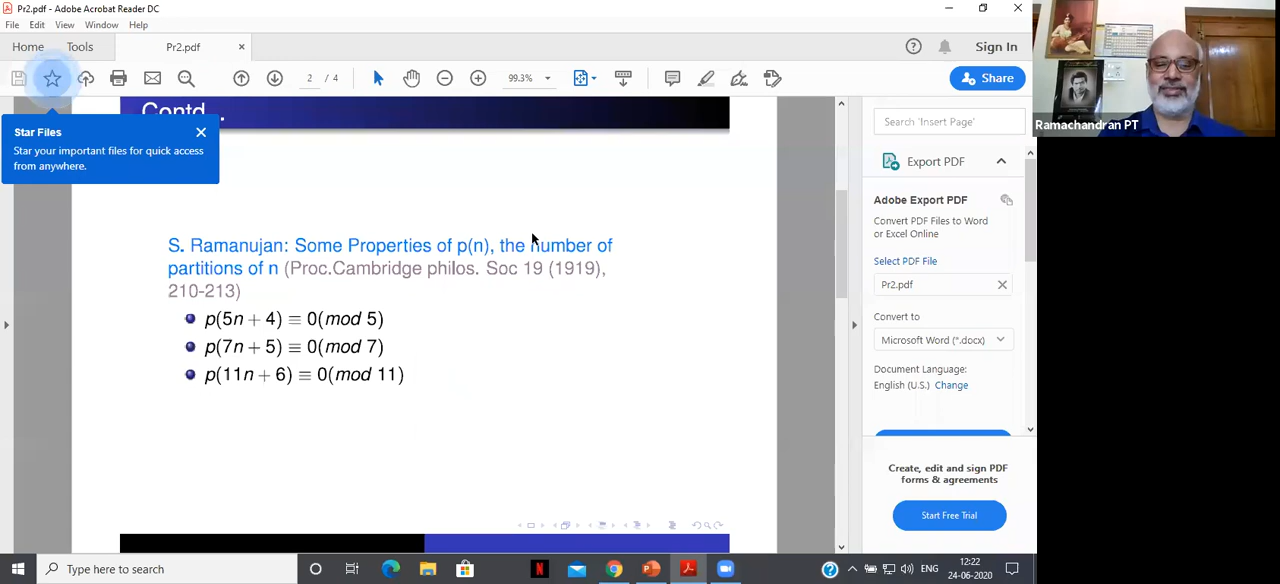 Pr2.pdf - Adobe Acrobat Reader DC
File Edit View Window Help
Home Tools Pr2.pdf Sign In
2 / 4 99.3% Share
Contd..
Star Files
Star your important files for quick access
from anywhere.
S. Ramanujan: Some Properties of p(n), the number of
partitions of n (Proc.Cambridge philos. Soc 19 (1919),
210-213)
p(5n + 4) ≡ 0(mod 5)
p(7n + 5) ≡ 0(mod 7)
p(11n + 6) ≡ 0(mod 11)
Search 'Insert Page'
Export PDF
Adobe Export PDF
Convert PDF Files to Word
or Excel Online
Select PDF File
Pr2.pdf
Convert to
Microsoft Word (*.docx)
Document Language:
English (U.S.) Change
Create, edit and sign PDF
forms & agreements
Start Free Trial
Ramachandran PT
Type here to search
ENG
12:22
24-06-2020